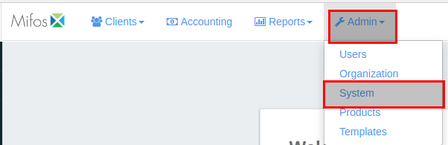 Mifos Clients Accounting Reports Admin
Users
Organization
System
Products
Templates